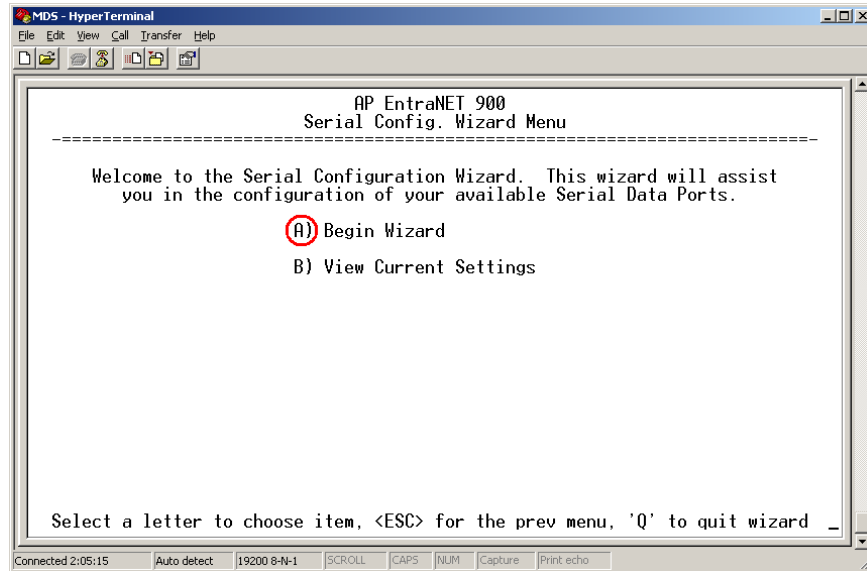 MDS - HyperTerminal
File Edit View Call Transfer Help
AP EntraNET 900
Serial Config. Wizard Menu
-==========================================================================-
Welcome to the Serial Configuration Wizard. This wizard will assist
you in the configuration of your available Serial Data Ports.
A) Begin Wizard
B) View Current Settings
Select a letter to choose item, <ESC> for the prev menu, 'Q' to quit wizard _
Connected 2:05:15 Auto detect 19200 8-N-1 SCROLL CAPS NUM Capture Print echo